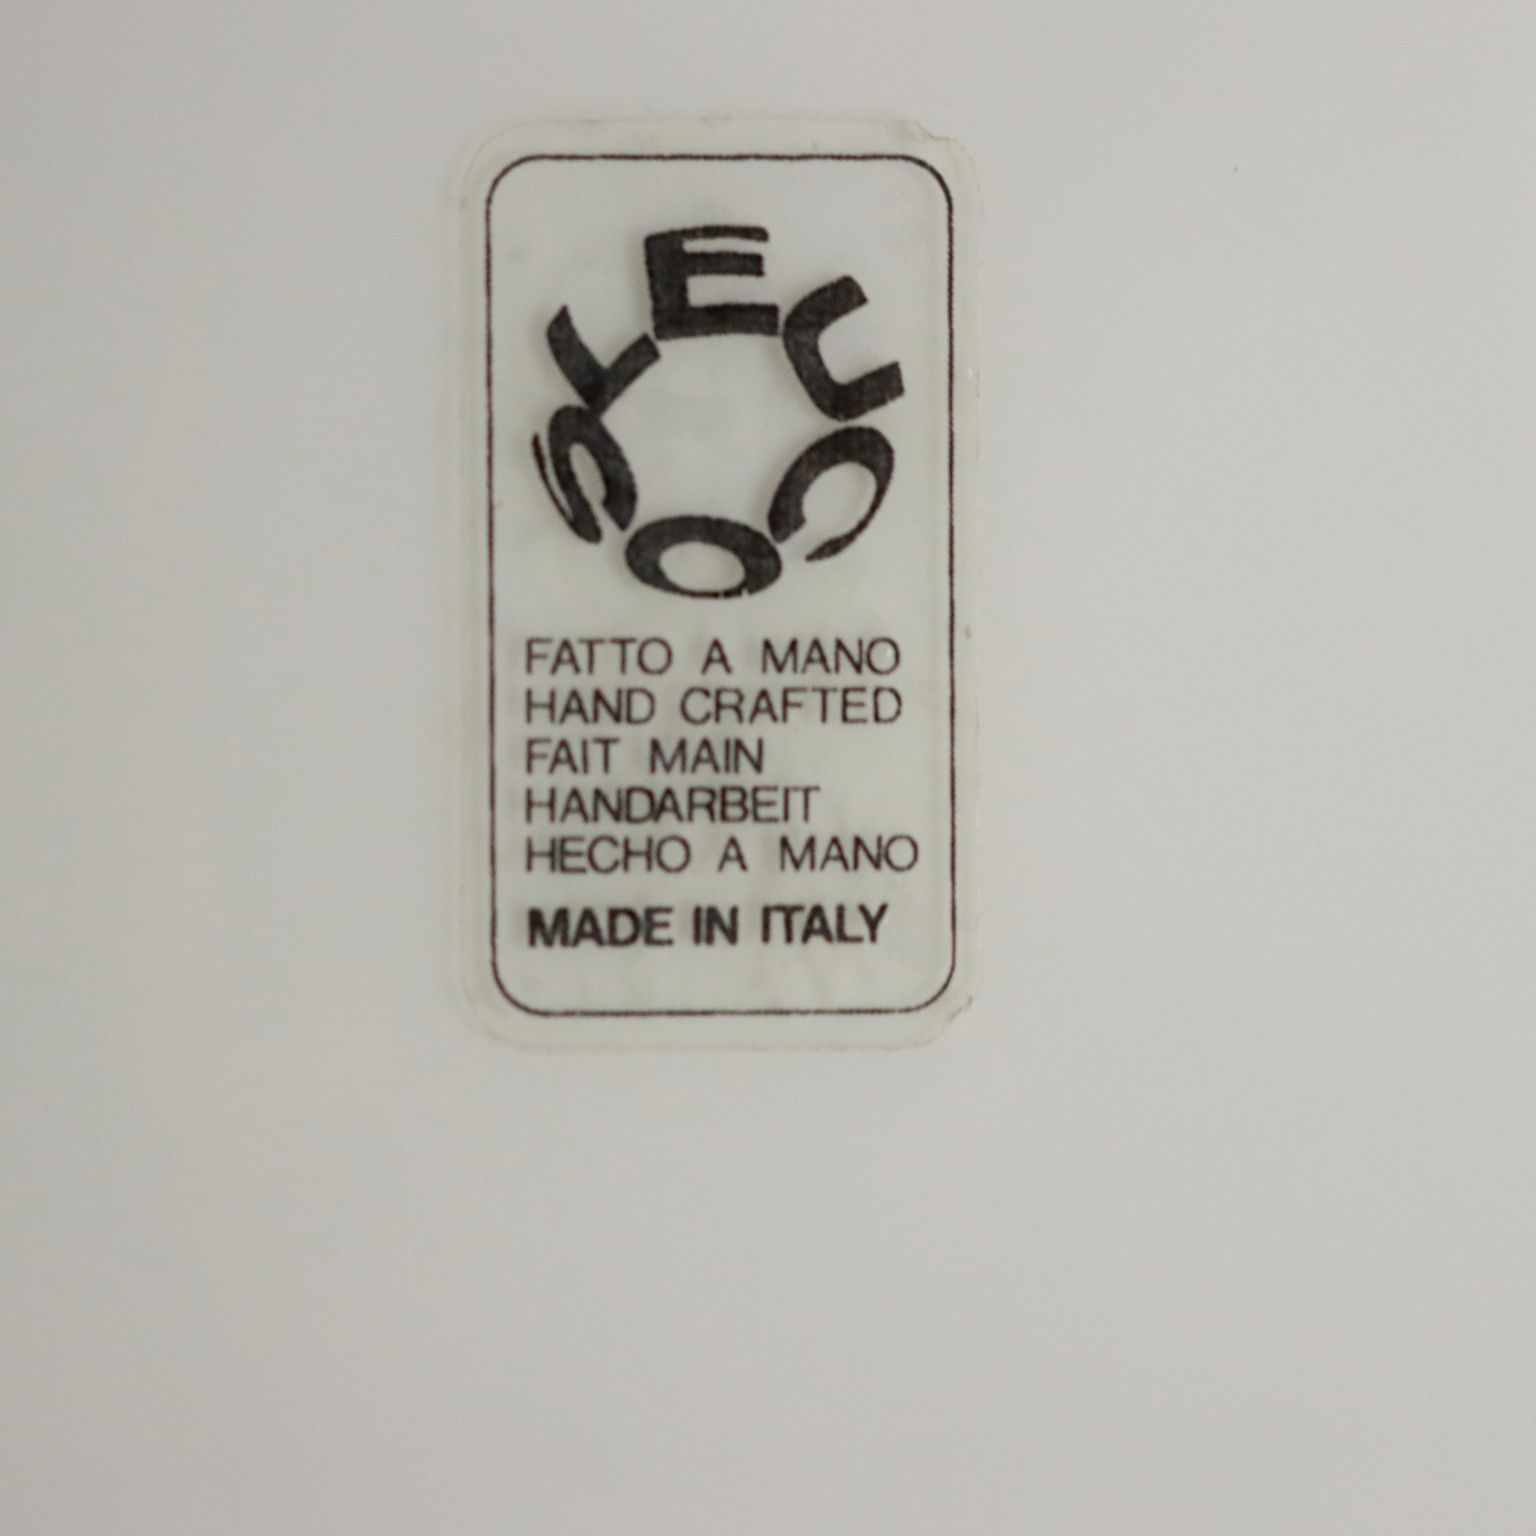 LEUCOS
FATTO A MANO
HAND CRAFTED
FAIT MAIN
HANDARBEIT
HECHO A MANO
MADE IN ITALY